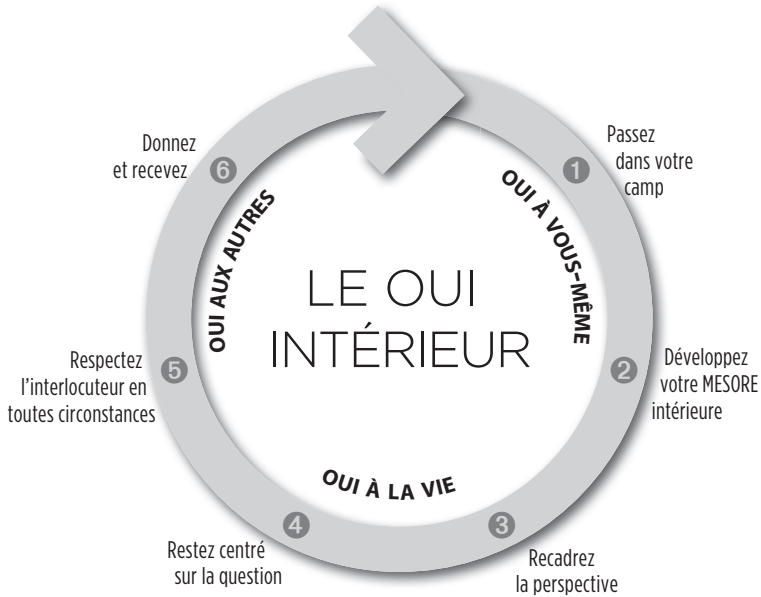 LE OUI
INTÉRIEUR
OUI À VOUS-MÊME
1
Passez
dans votre
camp
2
Développez
votre MESORE
intérieure
OUI À LA VIE
3
Recadrez
la perspective
4
Restez centré
sur la question
OUI AUX AUTRES
5
Respectez
l'interlocuteur en
toutes circonstances
6
Donnez
et recevez